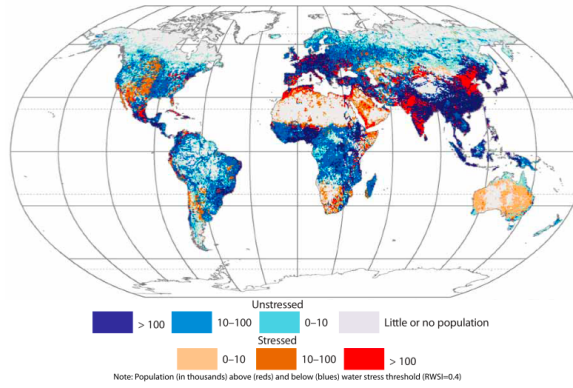 Unstressed
> 100 10–100 0–10 Little or no population
Stressed
0–10 10–100 > 100
Note: Population (in thousands) above (reds) and below (blues) water stress threshold (RWSI=0.4)